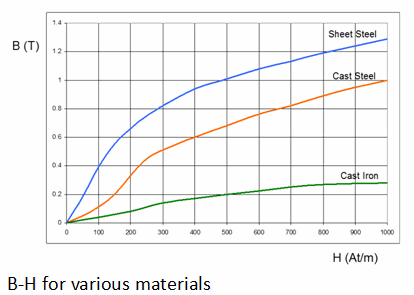 B (T)
1.4
1.2
1
0.8
0.6
0.4
0.2
0
Sheet Steel
Cast Steel
Cast Iron
0 100 200 300 400 500 600 700 800 900 1000
H (At/m)
B-H for various materials